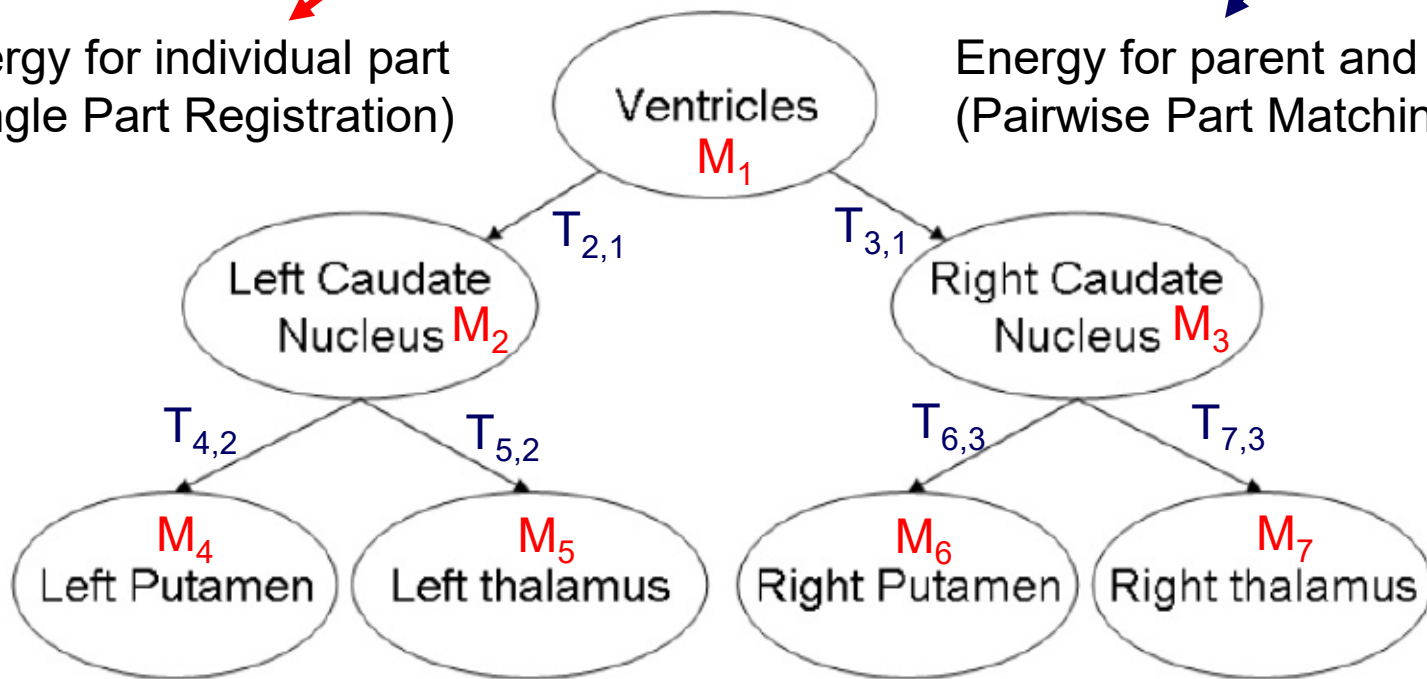 ergy for individual part
ngle Part Registration)
Energy for parent and
(Pairwise Part Matchin
Ventricles
M1
T2,1
T3,1
Left Caudate
Nucleus M2
Right Caudate
Nucleus M3
T4,2
T5,2
T6,3
T7,3
M4
Left Putamen
M5
Left thalamus
M6
Right Putamen
M7
Right thalamus